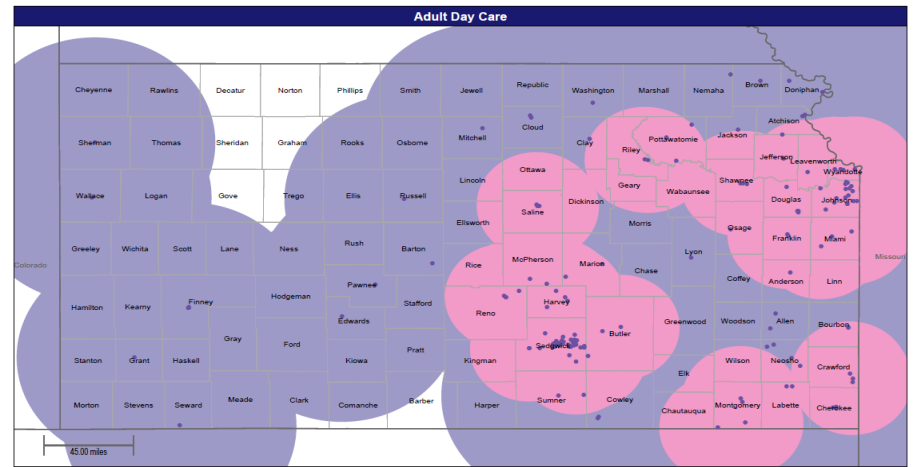 Adult Day Care
Cheyenne Rawlins Decatur Norton Phillips Smith Jewell Republic Washington Marshall Nemaha Brown Doniphan
Atchison
Sherman Thomas Sheridan Graham Rooks Osborne Mitchell Cloud Clay Riley Pottawatomie Jackson Jefferson Leavenworth
Wyandotte
Wallace Logan Gove Trego Ellis Russell Lincoln Ottawa Geary Wabaunsee Shawnee Douglas Johnson
Saline Dickinson
Ellsworth Morris Osage Franklin Miami
Greeley Wichita Scott Lane Ness Rush Barton
Colorado Rice McPherson Marion Chase Lyon Missouri
Coffey Anderson Linn
Hamilton Kearny Finney Hodgeman Pawnee Stafford Reno Harvey
Edwards Greenwood Woodson Allen Bourbon
Gray Ford Butler
Stanton Grant Haskell Kiowa Pratt Kingman Sedgwick Elk Wilson Neosho Crawford
Morton Stevens Seward Meade Clark Comanche Barber Harper Sumner Cowley Chautauqua Montgomery Labette Cherokee
45.00 miles